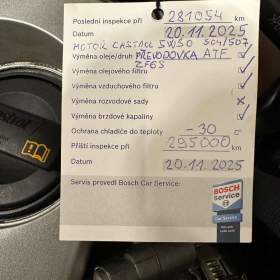 Poslední inspekce při 281054 km
Datum 20.11.2025
MOTOR CASTROL 5W30 504/507
Výměna oleje/druh PŘEVODOVKA ATF ✓
ZF6S
Výměna olejového filtru ✓
Výměna vzduchového filtru ✓
Výměna rozvodové sady ✗
Výměna brzdové kapaliny ✓
Ochrana chladiče do teploty -30 C
Příští inspekce při 295000 km
Datum 20.11.2025
Servis provedl Bosch Car Service:
BOSCH
Service
Car Service